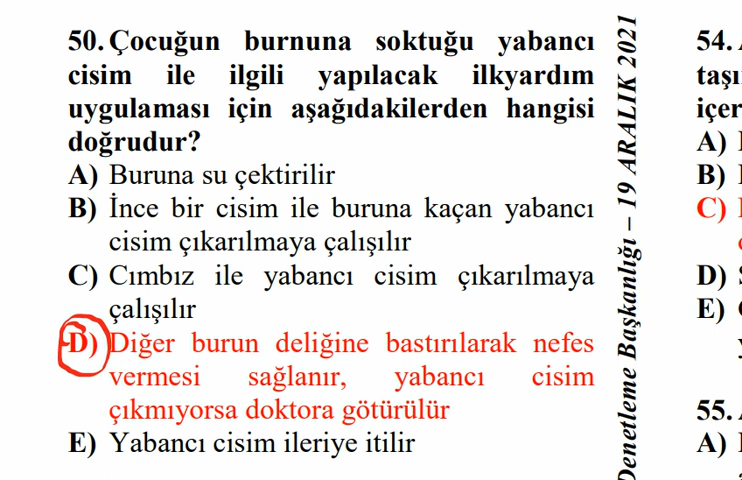 50. Çocuğun burnuna soktuğu yabancı
cisim ile ilgili yapılacak ilkyardım
uygulaması için aşağıdakilerden hangisi
doğrudur?
A) Buruna su çektirilir
B) İnce bir cisim ile buruna kaçan yabancı
cisim çıkarılmaya çalışılır
C) Cımbız ile yabancı cisim çıkarılmaya
çalışılır
D) Diğer burun deliğine bastırılarak nefes
vermesi sağlanır, yabancı cisim
çıkmıyorsa doktora götürülür
E) Yabancı cisim ileriye itilir
Denetleme Başkanlığı – 19 ARALIK 2021
54.
taşı
içer
A)
B)
C)
D)
E)
55.
A)